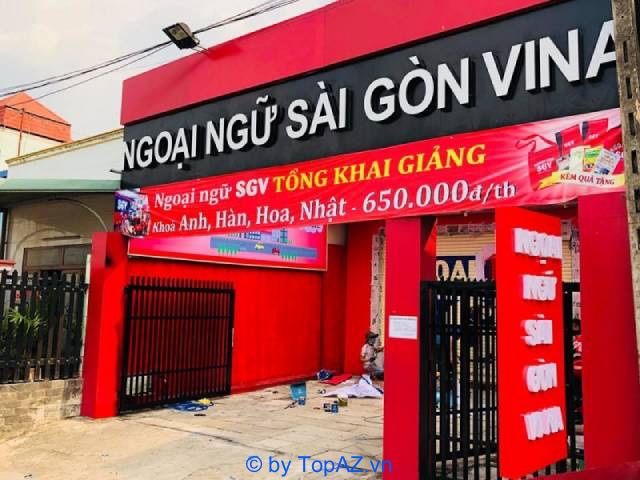 NGOẠI NGỮ SÀI GÒN VINA
Ngoại ngữ SGV TỔNG KHAI GIẢNG
Khoá Anh, Hàn, Hoa, Nhật - 650.000đ/th
KÈM QUÀ TẶNG
NGOẠI
NGỮ
SÀI
GÒN
VINA
© by TopAZ.vn